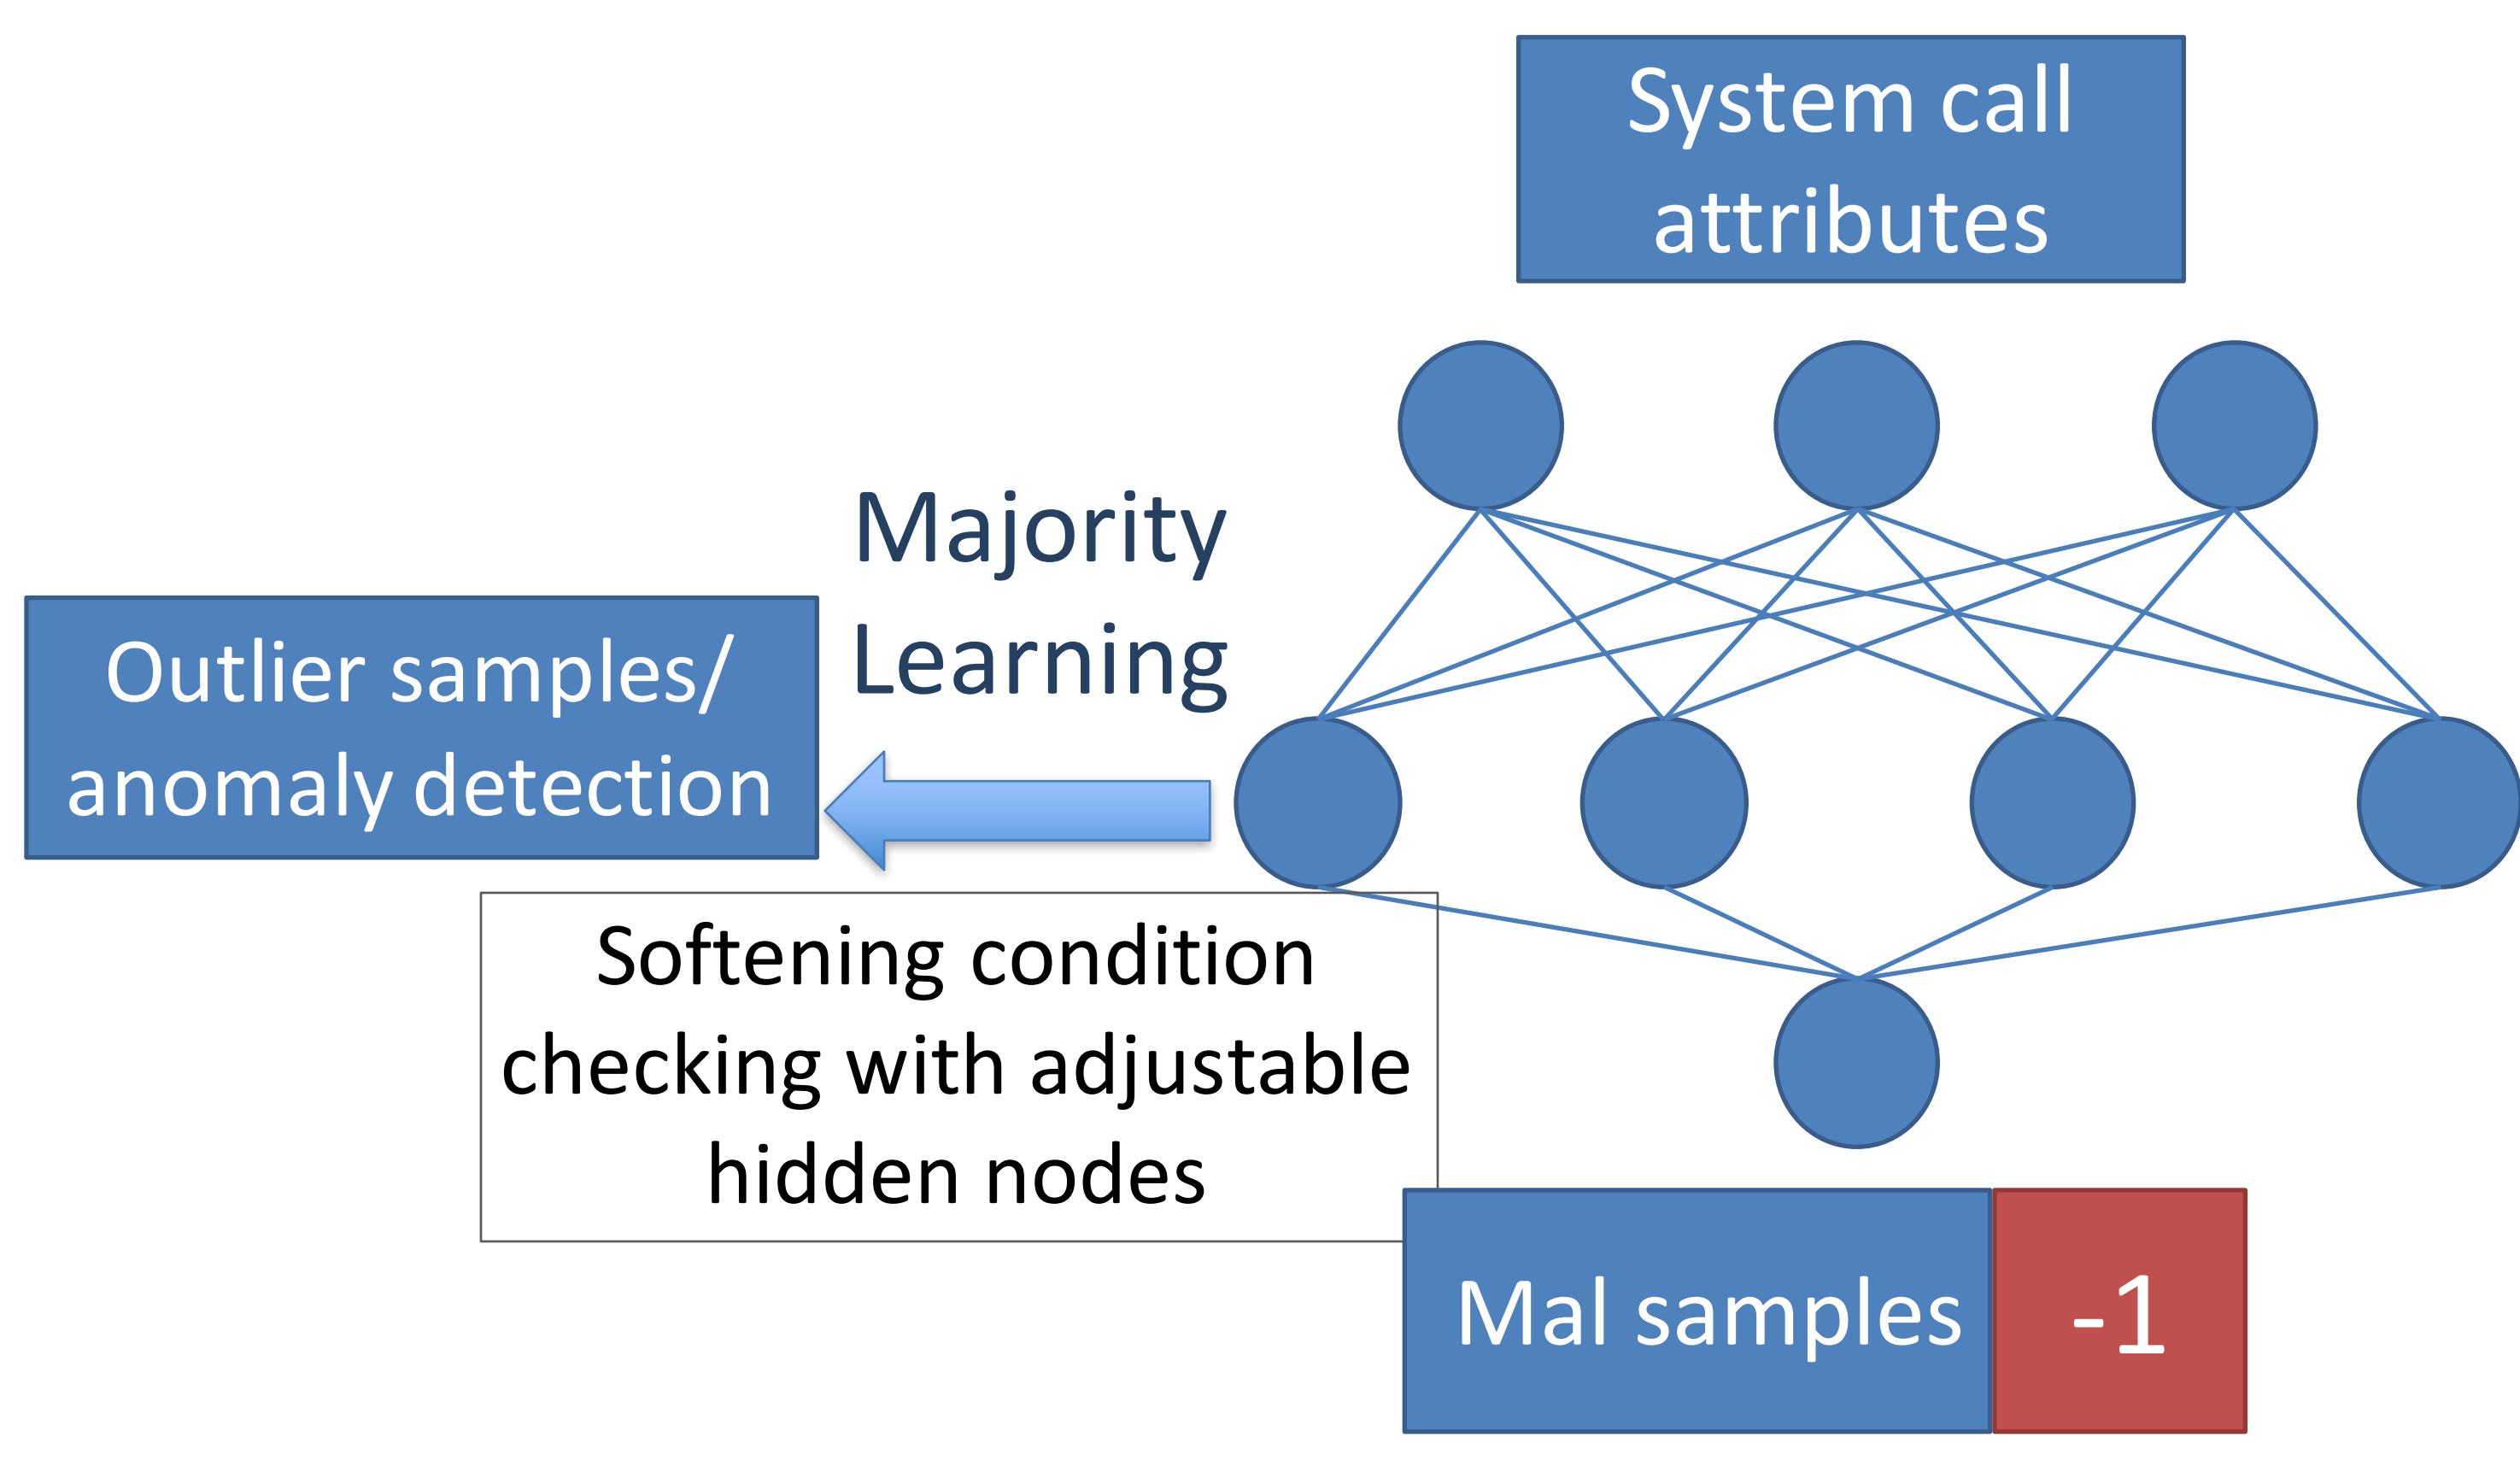 System call
attributes
Majority
Learning
Outlier samples/
anomaly detection
Softening condition
checking with adjustable
hidden nodes
Mal samples
-1